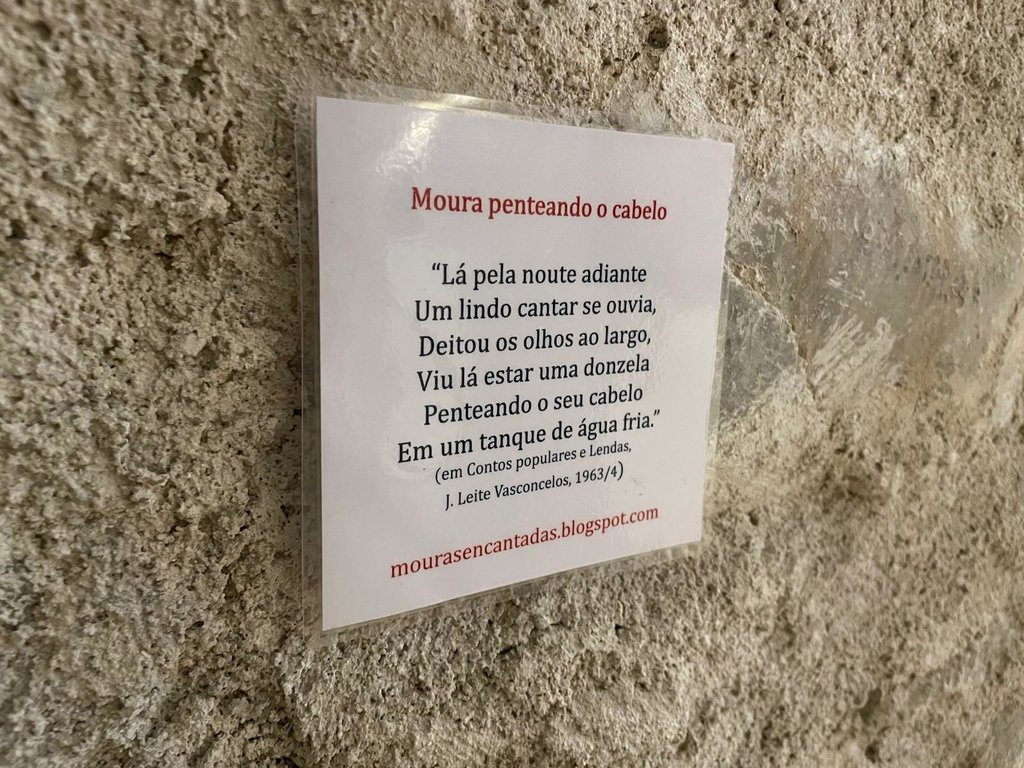 Moura penteando o cabelo
“Lá pela noute adiante
Um lindo cantar se ouvia,
Deitou os olhos ao largo,
Viu lá estar uma donzela
Penteando o seu cabelo
Em um tanque de água fria.”
(em Contos populares e Lendas,
J. Leite Vasconcelos, 1963/4)
mourasencantadas.blogspot.com